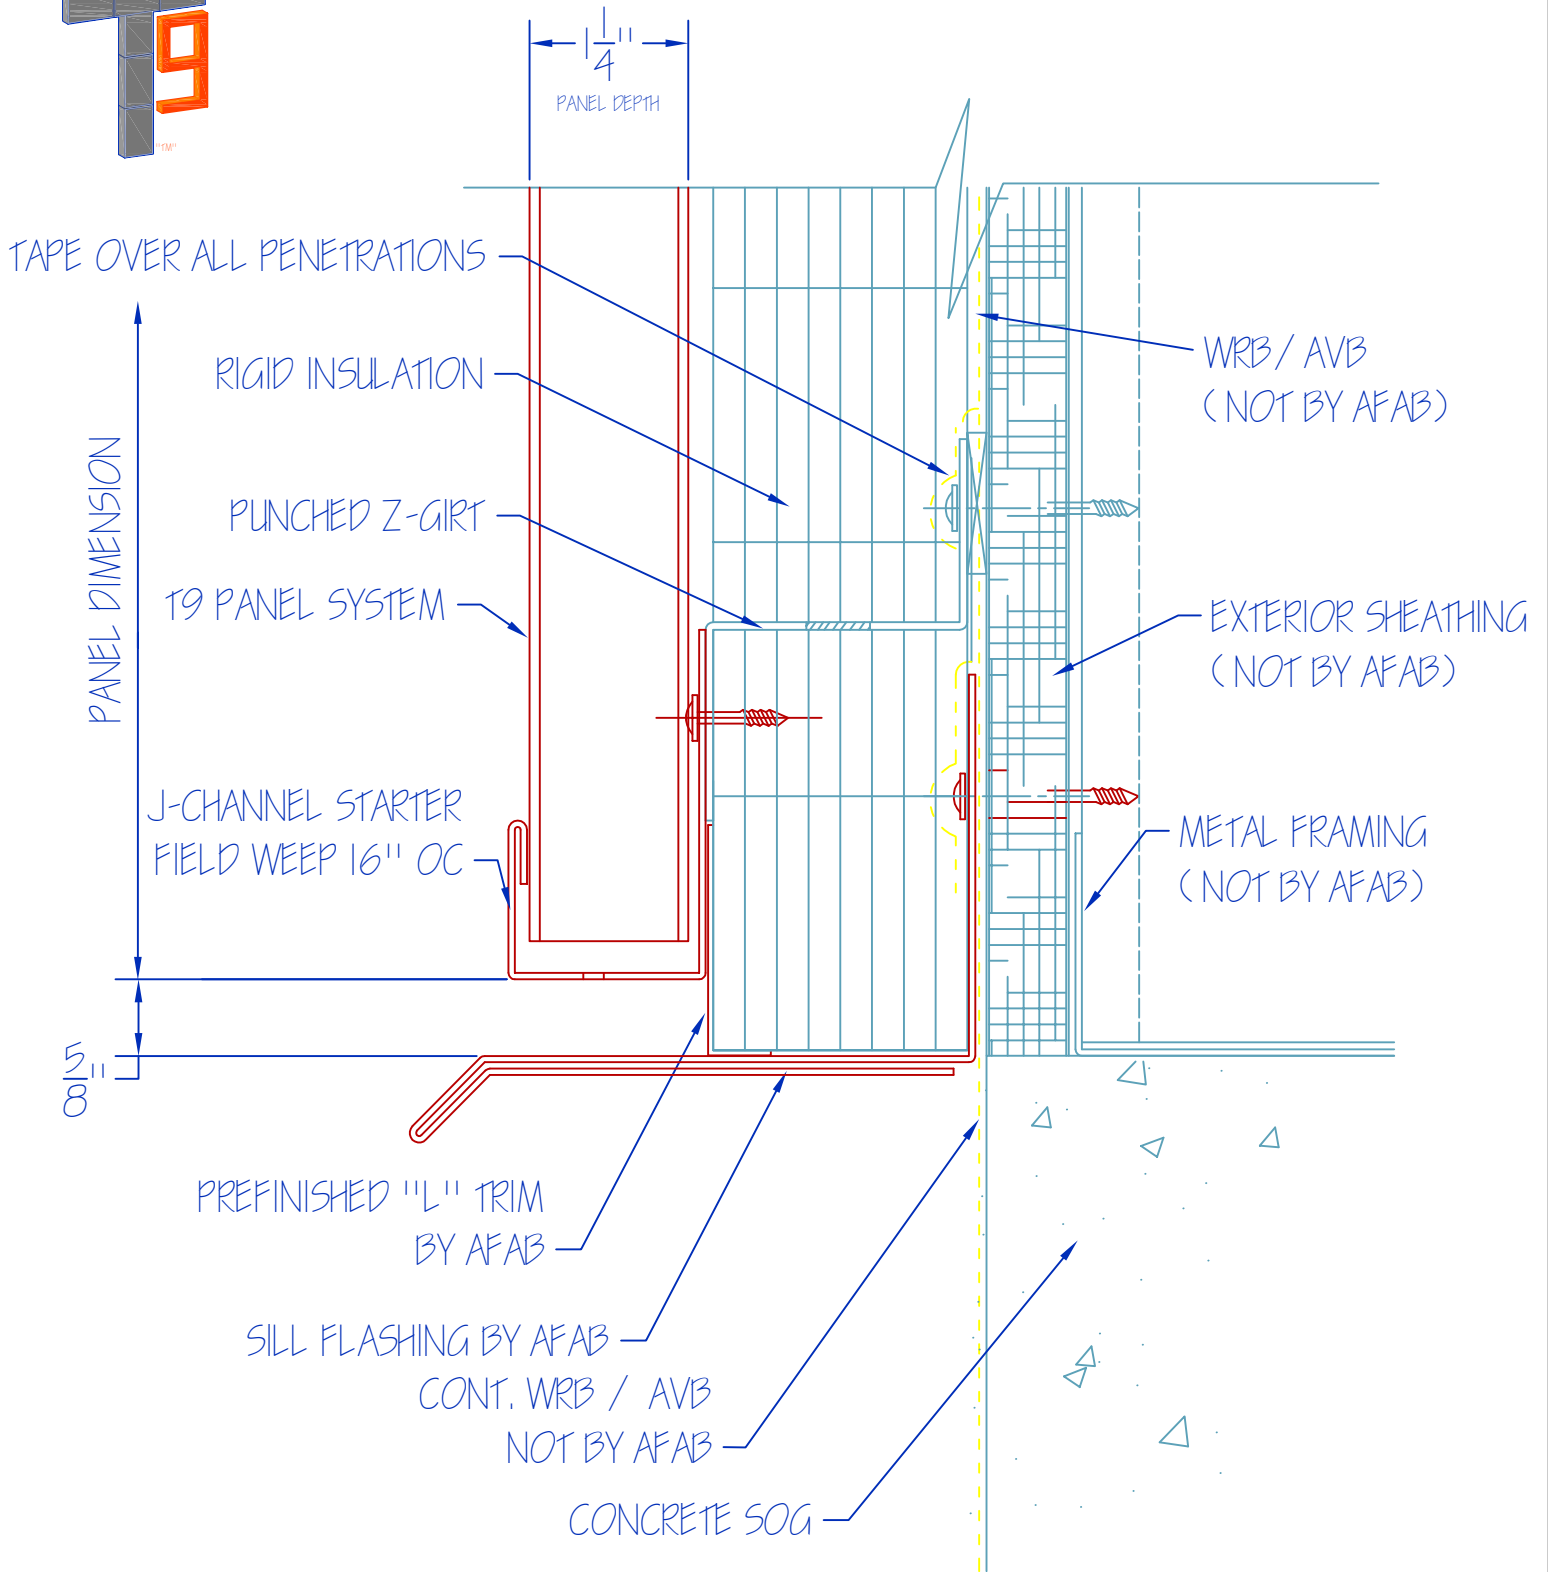 T9
"TM"
1 1/4"
PANEL DEPTH
TAPE OVER ALL PENETRATIONS
RIGID INSULATION
WRB / AVB
(NOT BY AFAB)
PUNCHED Z-GIRT
T9 PANEL SYSTEM
PANEL DIMENSION
EXTERIOR SHEATHING
(NOT BY AFAB)
J-CHANNEL STARTER
FIELD WEEP 16" OC
METAL FRAMING
(NOT BY AFAB)
5/8"
PREFINISHED "L" TRIM
BY AFAB
SILL FLASHING BY AFAB
CONT. WRB / AVB
NOT BY AFAB
CONCRETE SOG